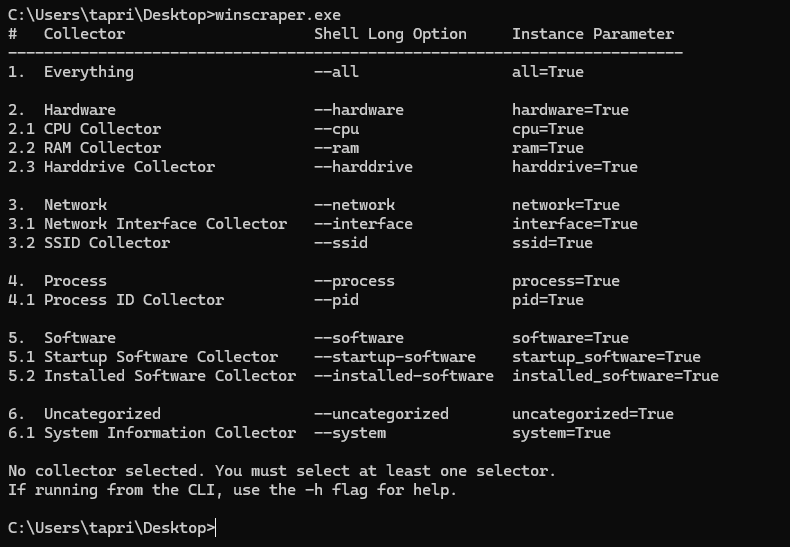 C:\Users\tapri\Desktop>winscraper.exe
#   Collector                     Shell Long Option     Instance Parameter
---------------------------------------------------------------------------
1.  Everything                    --all                 all=True

2.  Hardware                      --hardware            hardware=True
2.1 CPU Collector                 --cpu                 cpu=True
2.2 RAM Collector                 --ram                 ram=True
2.3 Harddrive Collector           --harddrive           harddrive=True

3.  Network                       --network             network=True
3.1 Network Interface Collector   --interface           interface=True
3.2 SSID Collector                --ssid                ssid=True

4.  Process                       --process             process=True
4.1 Process ID Collector          --pid                 pid=True

5.  Software                      --software            software=True
5.1 Startup Software Collector    --startup-software    startup_software=True
5.2 Installed Software Collector  --installed-software  installed_software=True

6.  Uncategorized                 --uncategorized       uncategorized=True
6.1 System Information Collector  --system              system=True

No collector selected. You must select at least one selector.
If running from the CLI, use the -h flag for help.

C:\Users\tapri\Desktop>